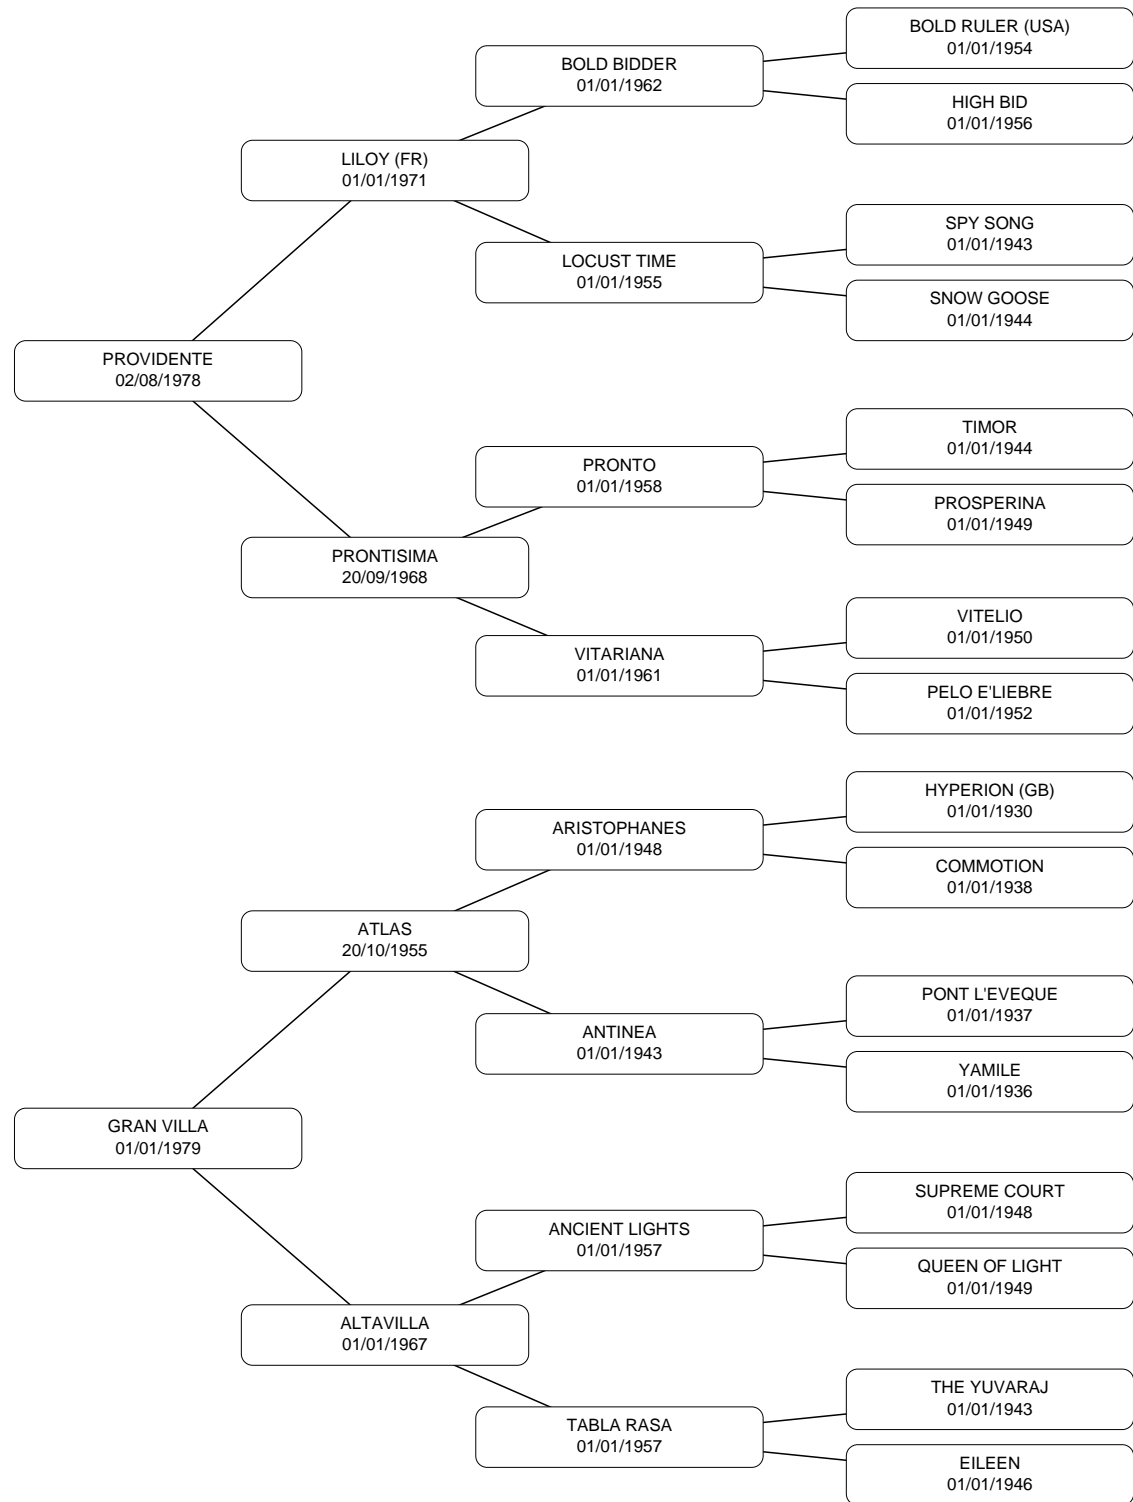 BOLD RULER (USA)
01/01/1954
BOLD BIDDER
01/01/1962
HIGH BID
01/01/1956
LILOY (FR)
01/01/1971
SPY SONG
01/01/1943
LOCUST TIME
01/01/1955
SNOW GOOSE
01/01/1944
PROVIDENTE
02/08/1978
TIMOR
01/01/1944
PRONTO
01/01/1958
PROSPERINA
01/01/1949
PRONTISIMA
20/09/1968
VITELIO
01/01/1950
VITARIANA
01/01/1961
PELO E'LIEBRE
01/01/1952
HYPERION (GB)
01/01/1930
ARISTOPHANES
01/01/1948
COMMOTION
01/01/1938
ATLAS
20/10/1955
PONT L'EVEQUE
01/01/1937
ANTINEA
01/01/1943
YAMILE
01/01/1936
GRAN VILLA
01/01/1979
SUPREME COURT
01/01/1948
ANCIENT LIGHTS
01/01/1957
QUEEN OF LIGHT
01/01/1949
ALTAVILLA
01/01/1967
THE YUVARAJ
01/01/1943
TABLA RASA
01/01/1957
EILEEN
01/01/1946